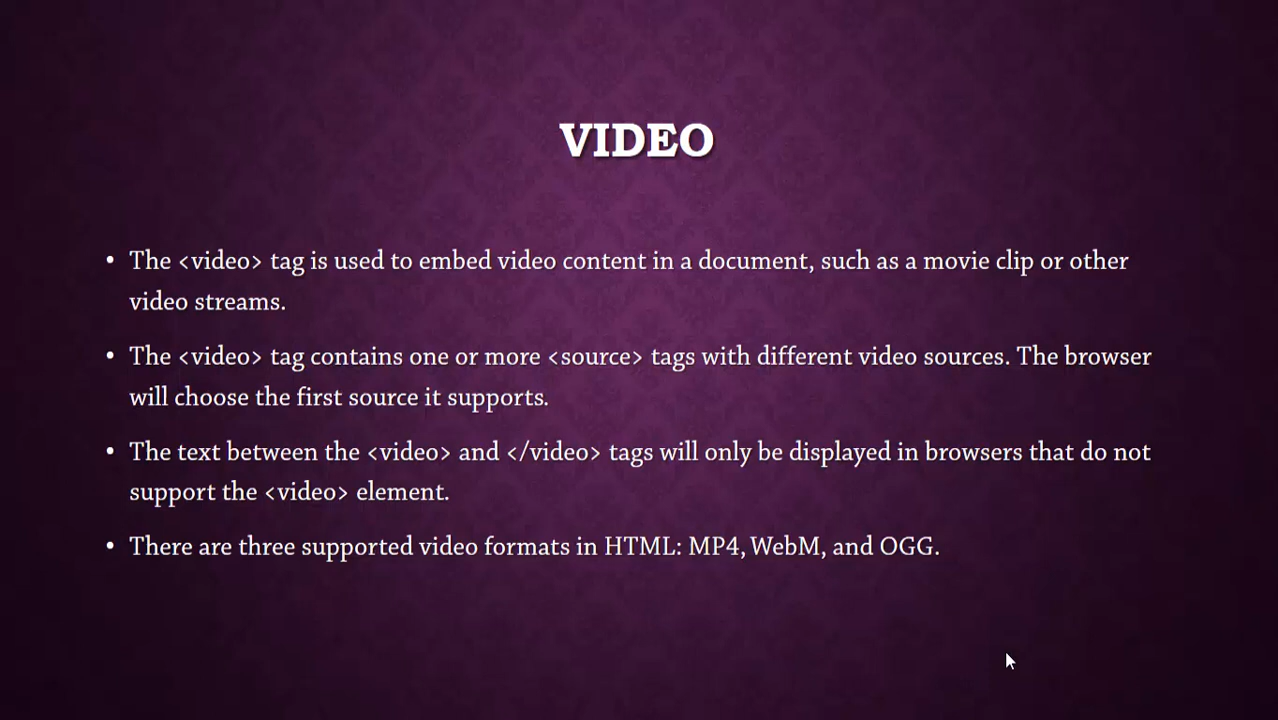 VIDEO
• The <video> tag is used to embed video content in a document, such as a movie clip or other
video streams.
• The <video> tag contains one or more <source> tags with different video sources. The browser
will choose the first source it supports.
• The text between the <video> and </video> tags will only be displayed in browsers that do not
support the <video> element.
• There are three supported video formats in HTML: MP4, WebM, and OGG.